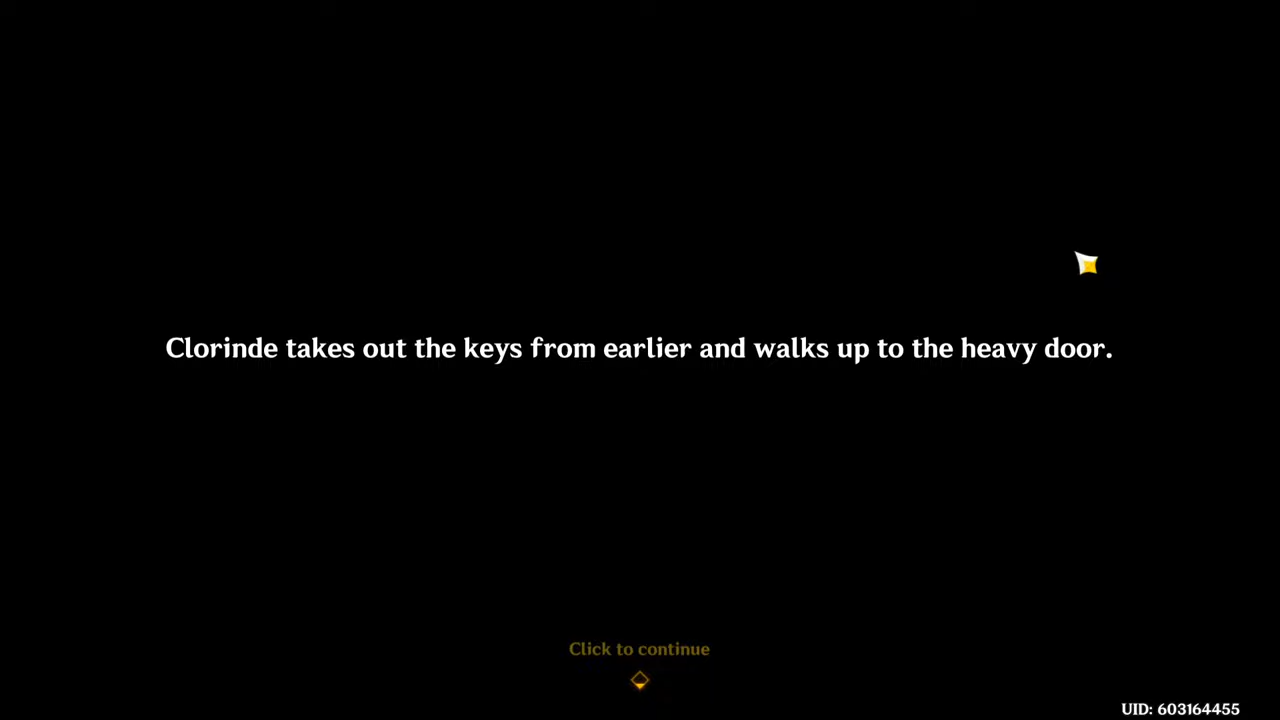 Clorinde takes out the keys from earlier and walks up to the heavy door.
Click to continue
UID: 603164455